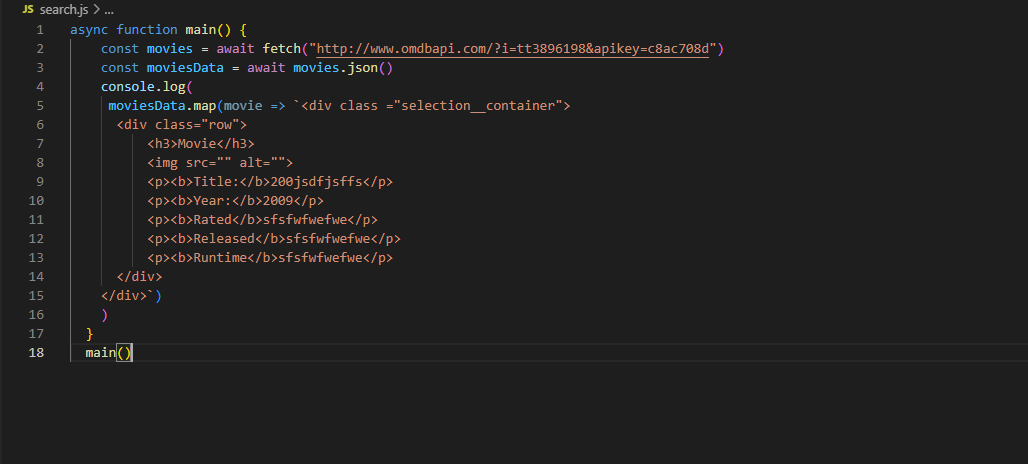 JS search.js > ...
1 async function main() {
2 const movies = await fetch("http://www.omdbapi.com/?i=tt3896198&apikey=c8ac708d")
3 const moviesData = await movies.json()
4 console.log(
5 moviesData.map(movie => `<div class ="selection__container">
6 <div class="row">
7 <h3>Movie</h3>
8 <img src="" alt="">
9 <p><b>Title:</b>200jsdfjsffs</p>
10 <p><b>Year:</b>2009</p>
11 <p><b>Rated</b>sfsfwfwefwe</p>
12 <p><b>Released</b>sfsfwfwefwe</p>
13 <p><b>Runtime</b>sfsfwfwefwe</p>
14 </div>
15 </div>`)
16 )
17 }
18 main()